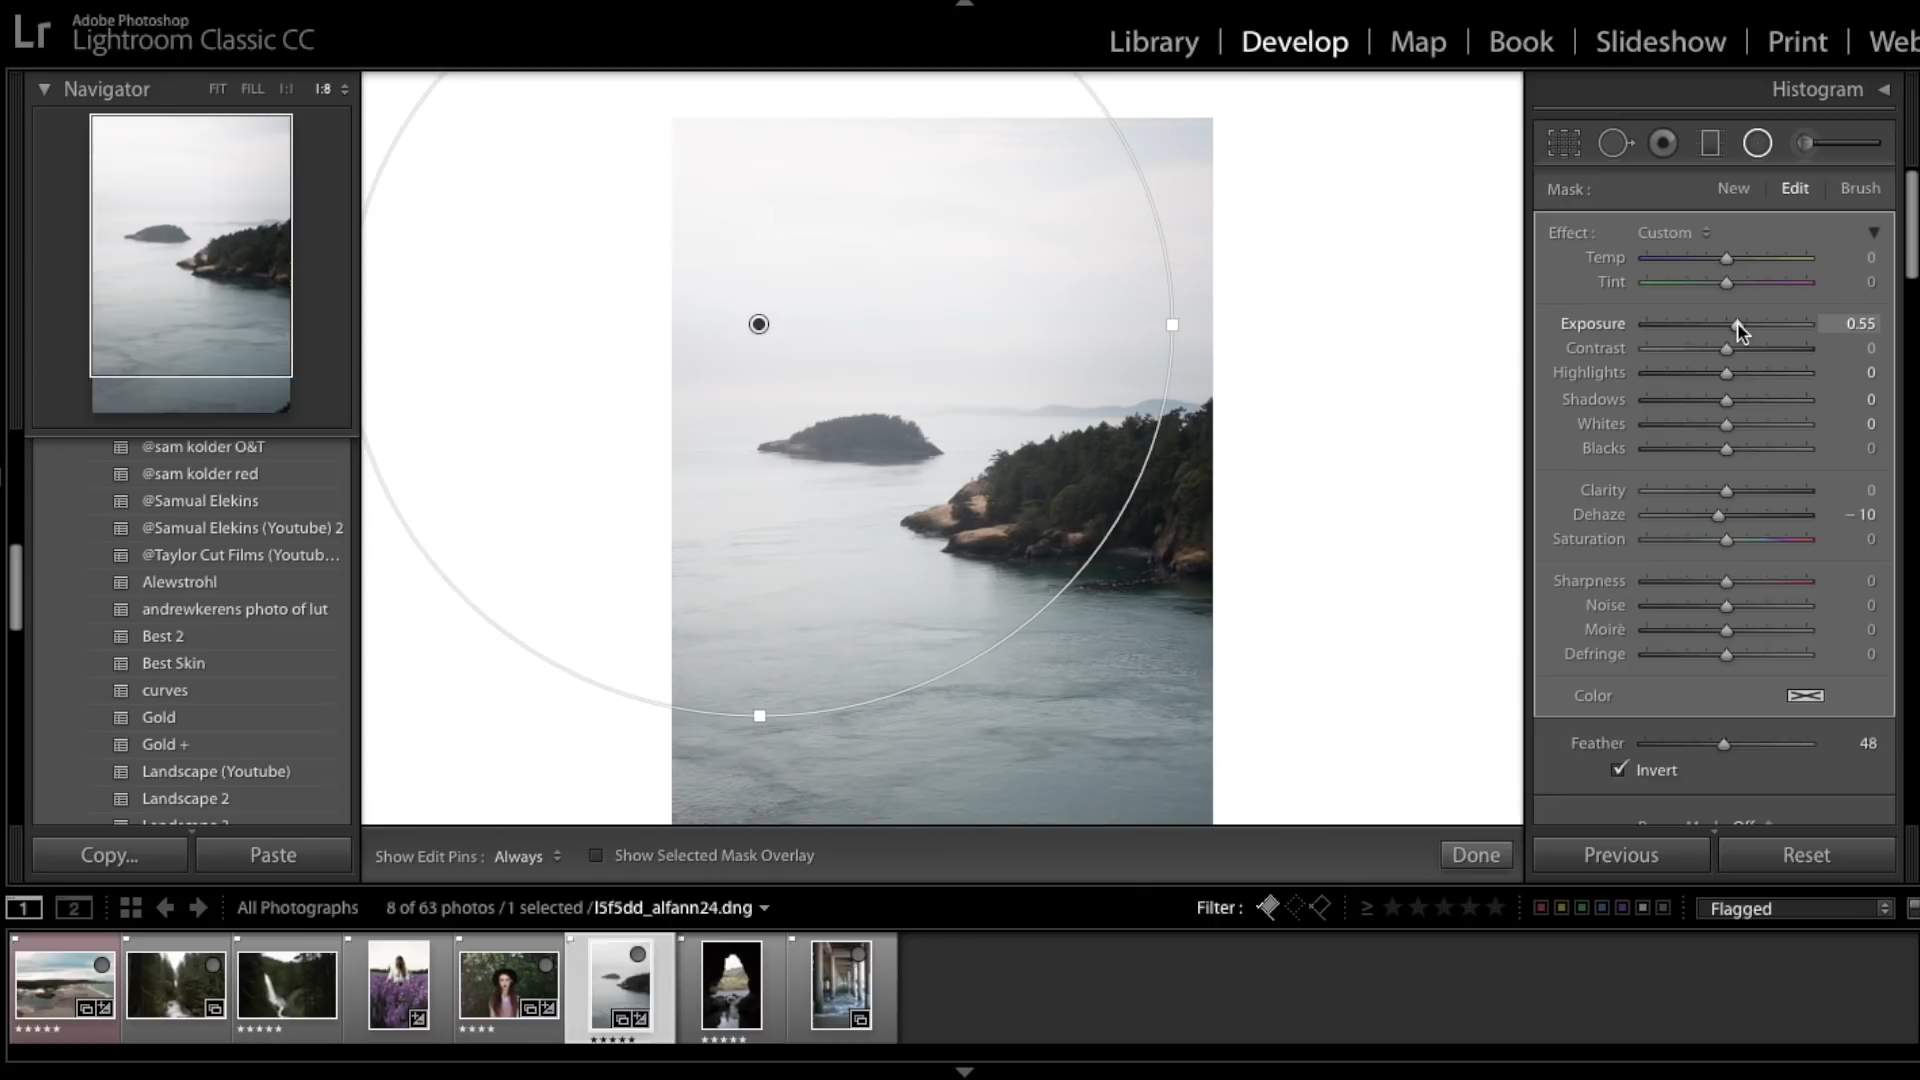 Lr Adobe Photoshop
Lightroom Classic CC
Library | Develop | Map | Book | Slideshow | Print | Web
Navigator FIT FILL 1:1 1:8
@sam kolder O&T
@sam kolder red
@Samual Elekins
@Samual Elekins (Youtube) 2
@Taylor Cut Films (Youtub...
Alewstrohl
andrewkerens photo of lut
Best 2
Best Skin
curves
Gold
Gold +
Landscape (Youtube)
Landscape 2
Copy... Paste
Show Edit Pins : Always Show Selected Mask Overlay Done
Histogram
Mask : New Edit Brush
Effect : Custom
Temp 0
Tint 0
Exposure 0.55
Contrast 0
Highlights 0
Shadows 0
Whites 0
Blacks 0
Clarity 0
Dehaze – 10
Saturation 0
Sharpness 0
Noise 0
Moirè 0
Defringe 0
Color
Feather 48
Invert
Previous Reset
1 2 All Photographs 8 of 63 photos /1 selected /l5f5dd_alfann24.dng Filter : ≥ Flagged